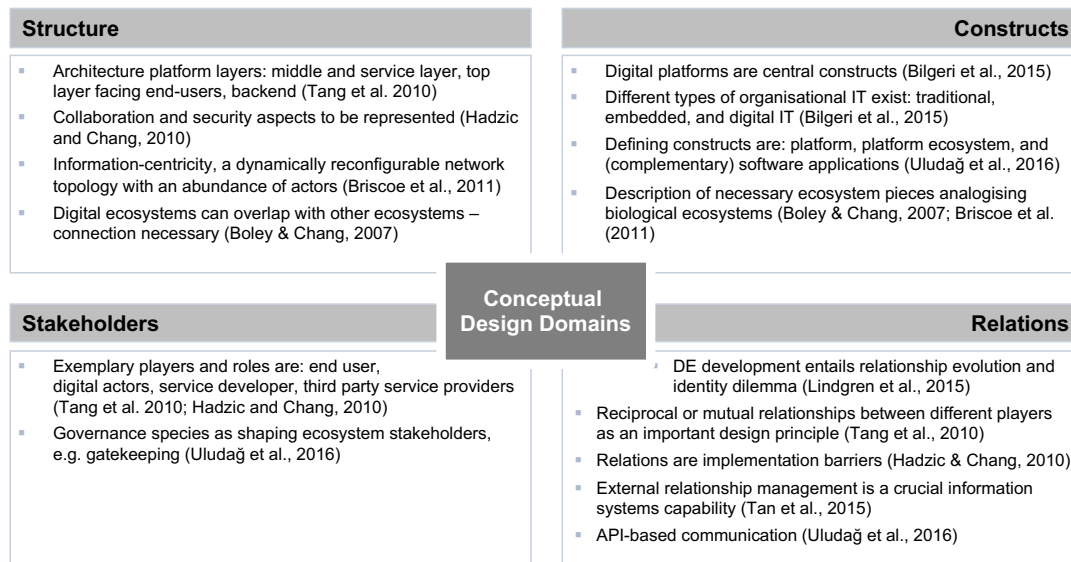 Structure
Architecture platform layers: middle and service layer, top
layer facing end-users, backend (Tang et al. 2010)
Collaboration and security aspects to be represented (Hadzic
and Chang, 2010)
Information-centricity, a dynamically reconfigurable network
topology with an abundance of actors (Briscoe et al., 2011)
Digital ecosystems can overlap with other ecosystems –
connection necessary (Boley & Chang, 2007)
Constructs
Digital platforms are central constructs (Bilgeri et al., 2015)
Different types of organisational IT exist: traditional,
embedded, and digital IT (Bilgeri et al., 2015)
Defining constructs are: platform, platform ecosystem, and
(complementary) software applications (Uludağ et al., 2016)
Description of necessary ecosystem pieces analogising
biological ecosystems (Boley & Chang, 2007; Briscoe et al.
(2011)
Conceptual
Design Domains
Stakeholders
Exemplary players and roles are: end user,
digital actors, service developer, third party service providers
(Tang et al. 2010; Hadzic and Chang, 2010)
Governance species as shaping ecosystem stakeholders,
e.g. gatekeeping (Uludağ et al., 2016)
Relations
DE development entails relationship evolution and
identity dilemma (Lindgren et al., 2015)
Reciprocal or mutual relationships between different players
as an important design principle (Tang et al., 2010)
Relations are implementation barriers (Hadzic & Chang, 2010)
External relationship management is a crucial information
systems capability (Tan et al., 2015)
API-based communication (Uludağ et al., 2016)